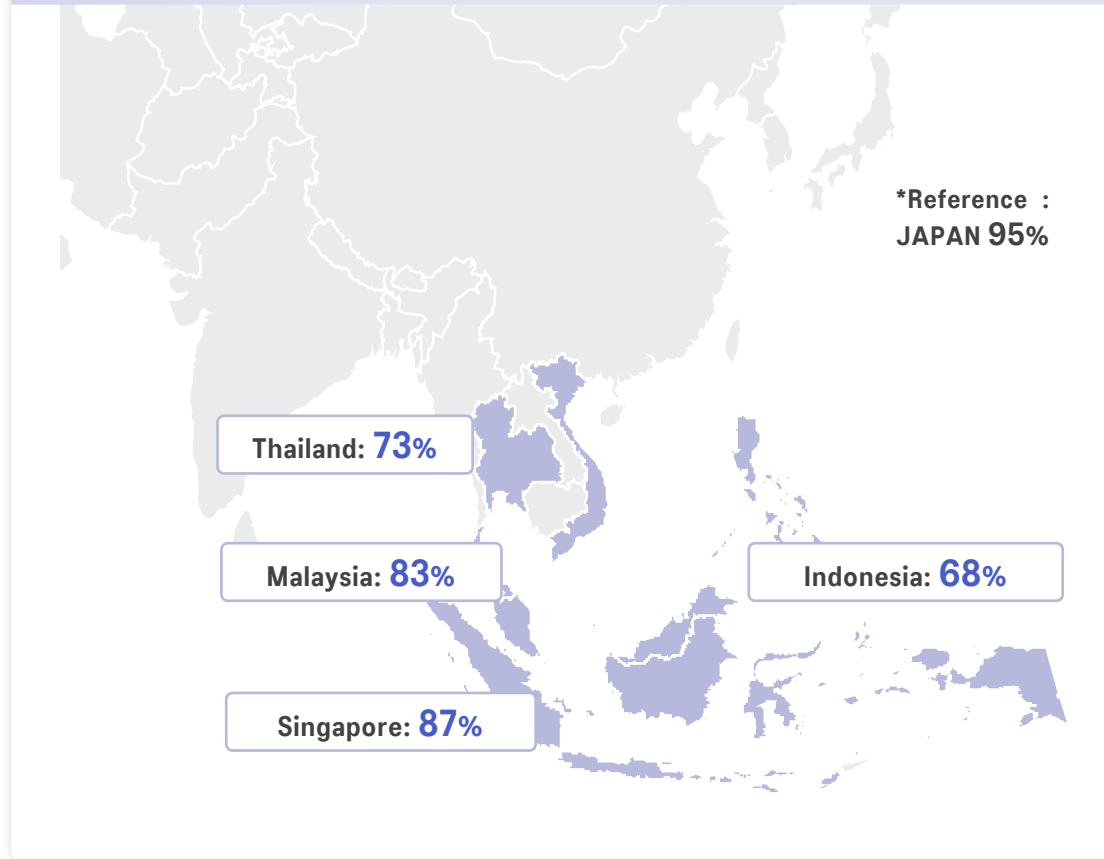 *Reference :
JAPAN 95%
Thailand: 73%
Malaysia: 83%
Indonesia: 68%
Singapore: 87%